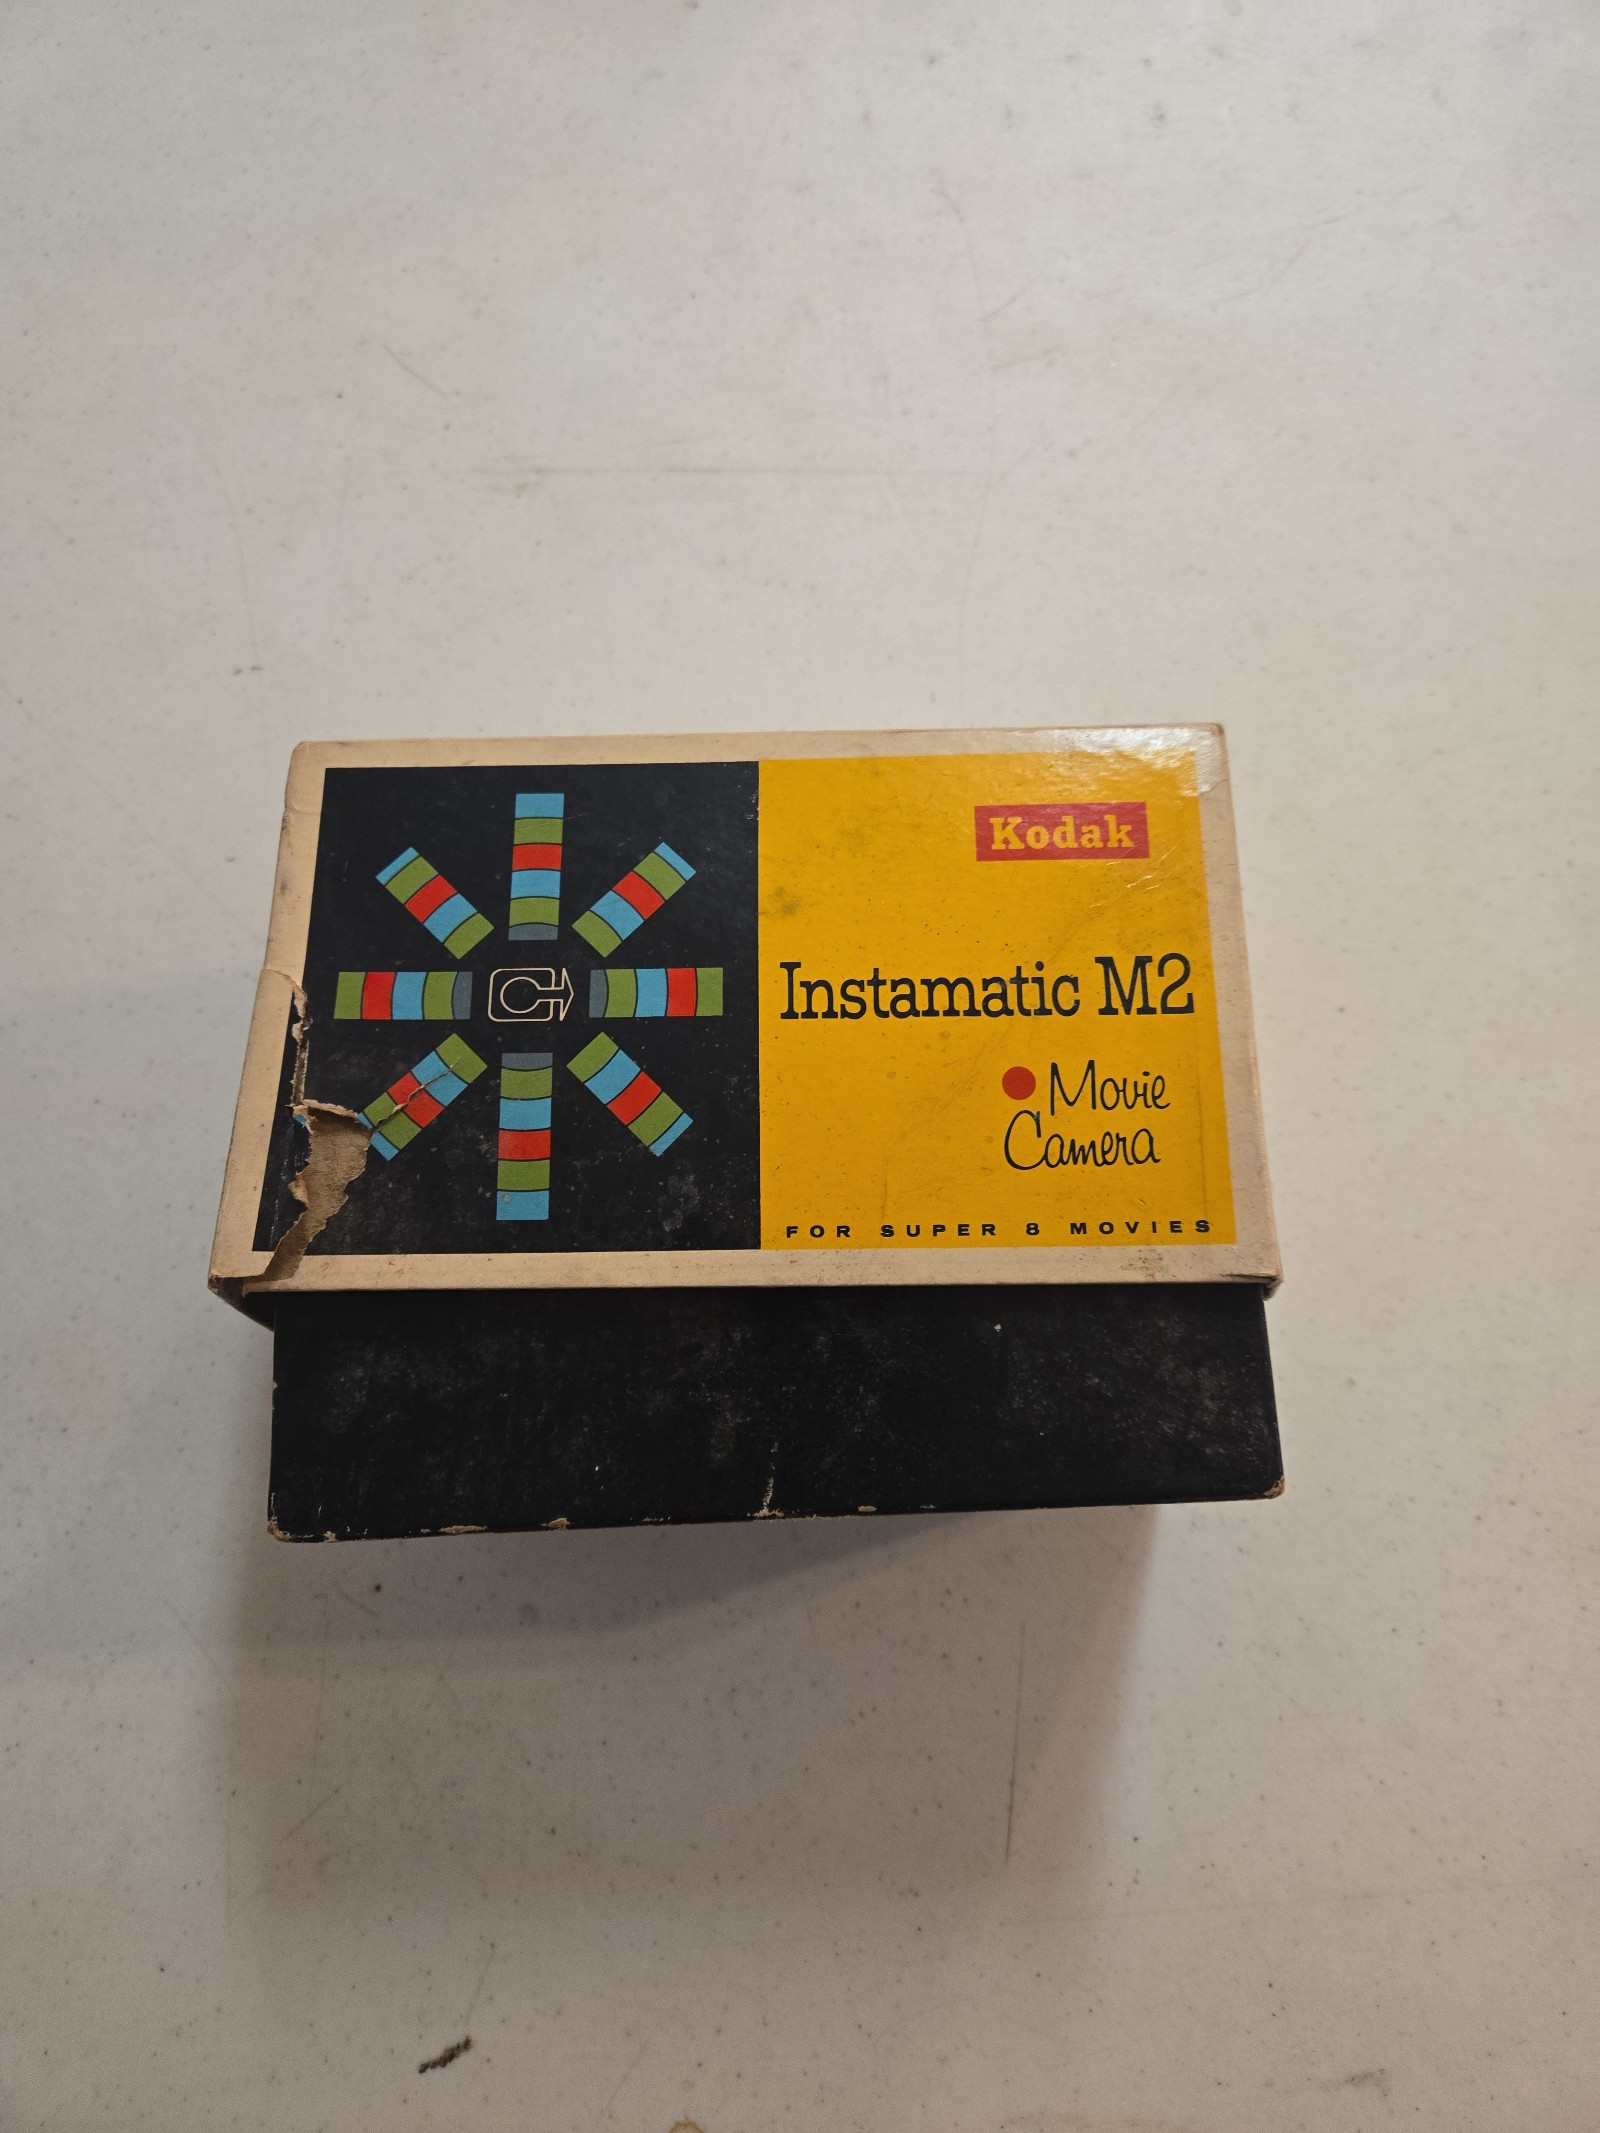 Kodak
Instamatic M2
Movie
Camera
FOR SUPER 8 MOVIES